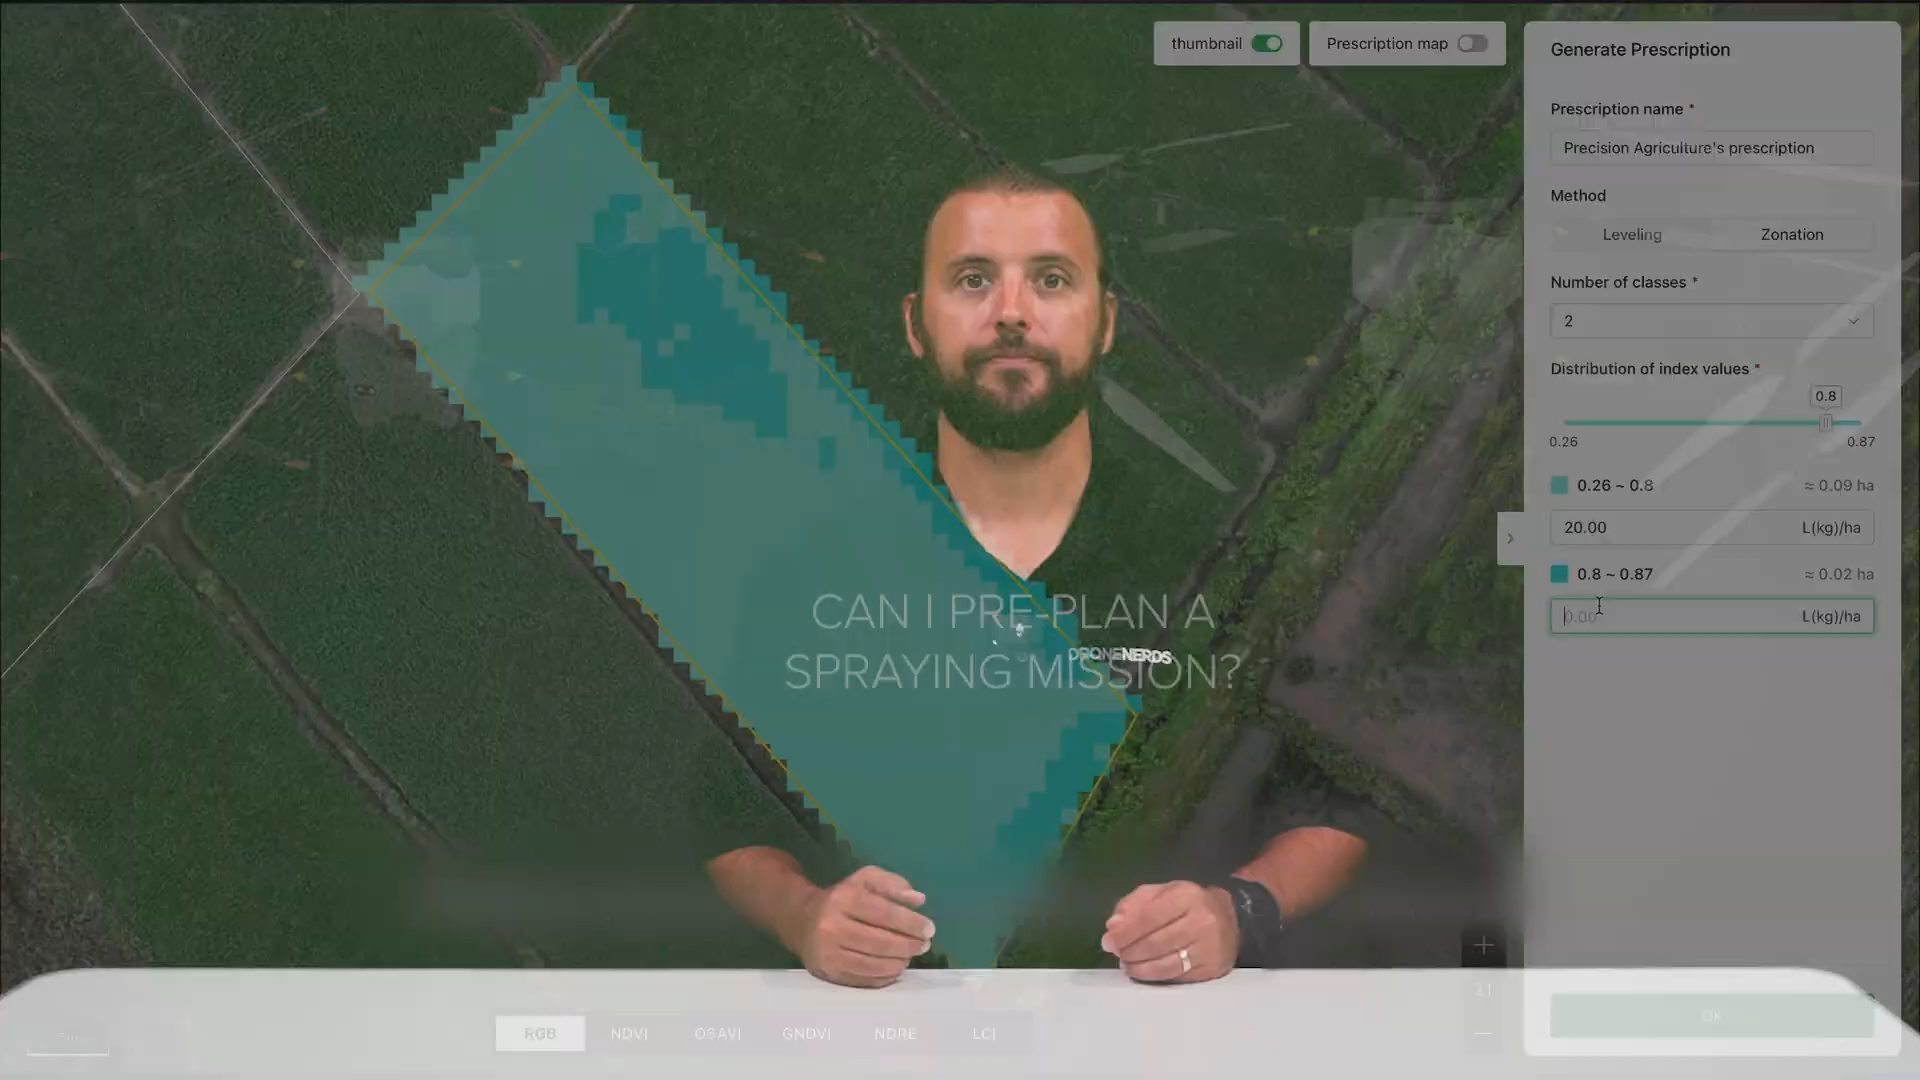 thumbnail
Prescription map
Generate Prescription
Prescription name *
Precision Agriculture's prescription
Method
Leveling
Zonation
Number of classes *
2
Distribution of index values *
0.8
0.26
0.87
0.26 ~ 0.8
≈ 0.09 ha
20.00
L(kg)/ha
0.8 ~ 0.87
≈ 0.02 ha
0.00
L(kg)/ha
CAN I PRE-PLAN A
SPRAYING MISSION?
DRONENERDS
OK
RGB
NDVI
OSAVI
GNDVI
NDRE
LCI